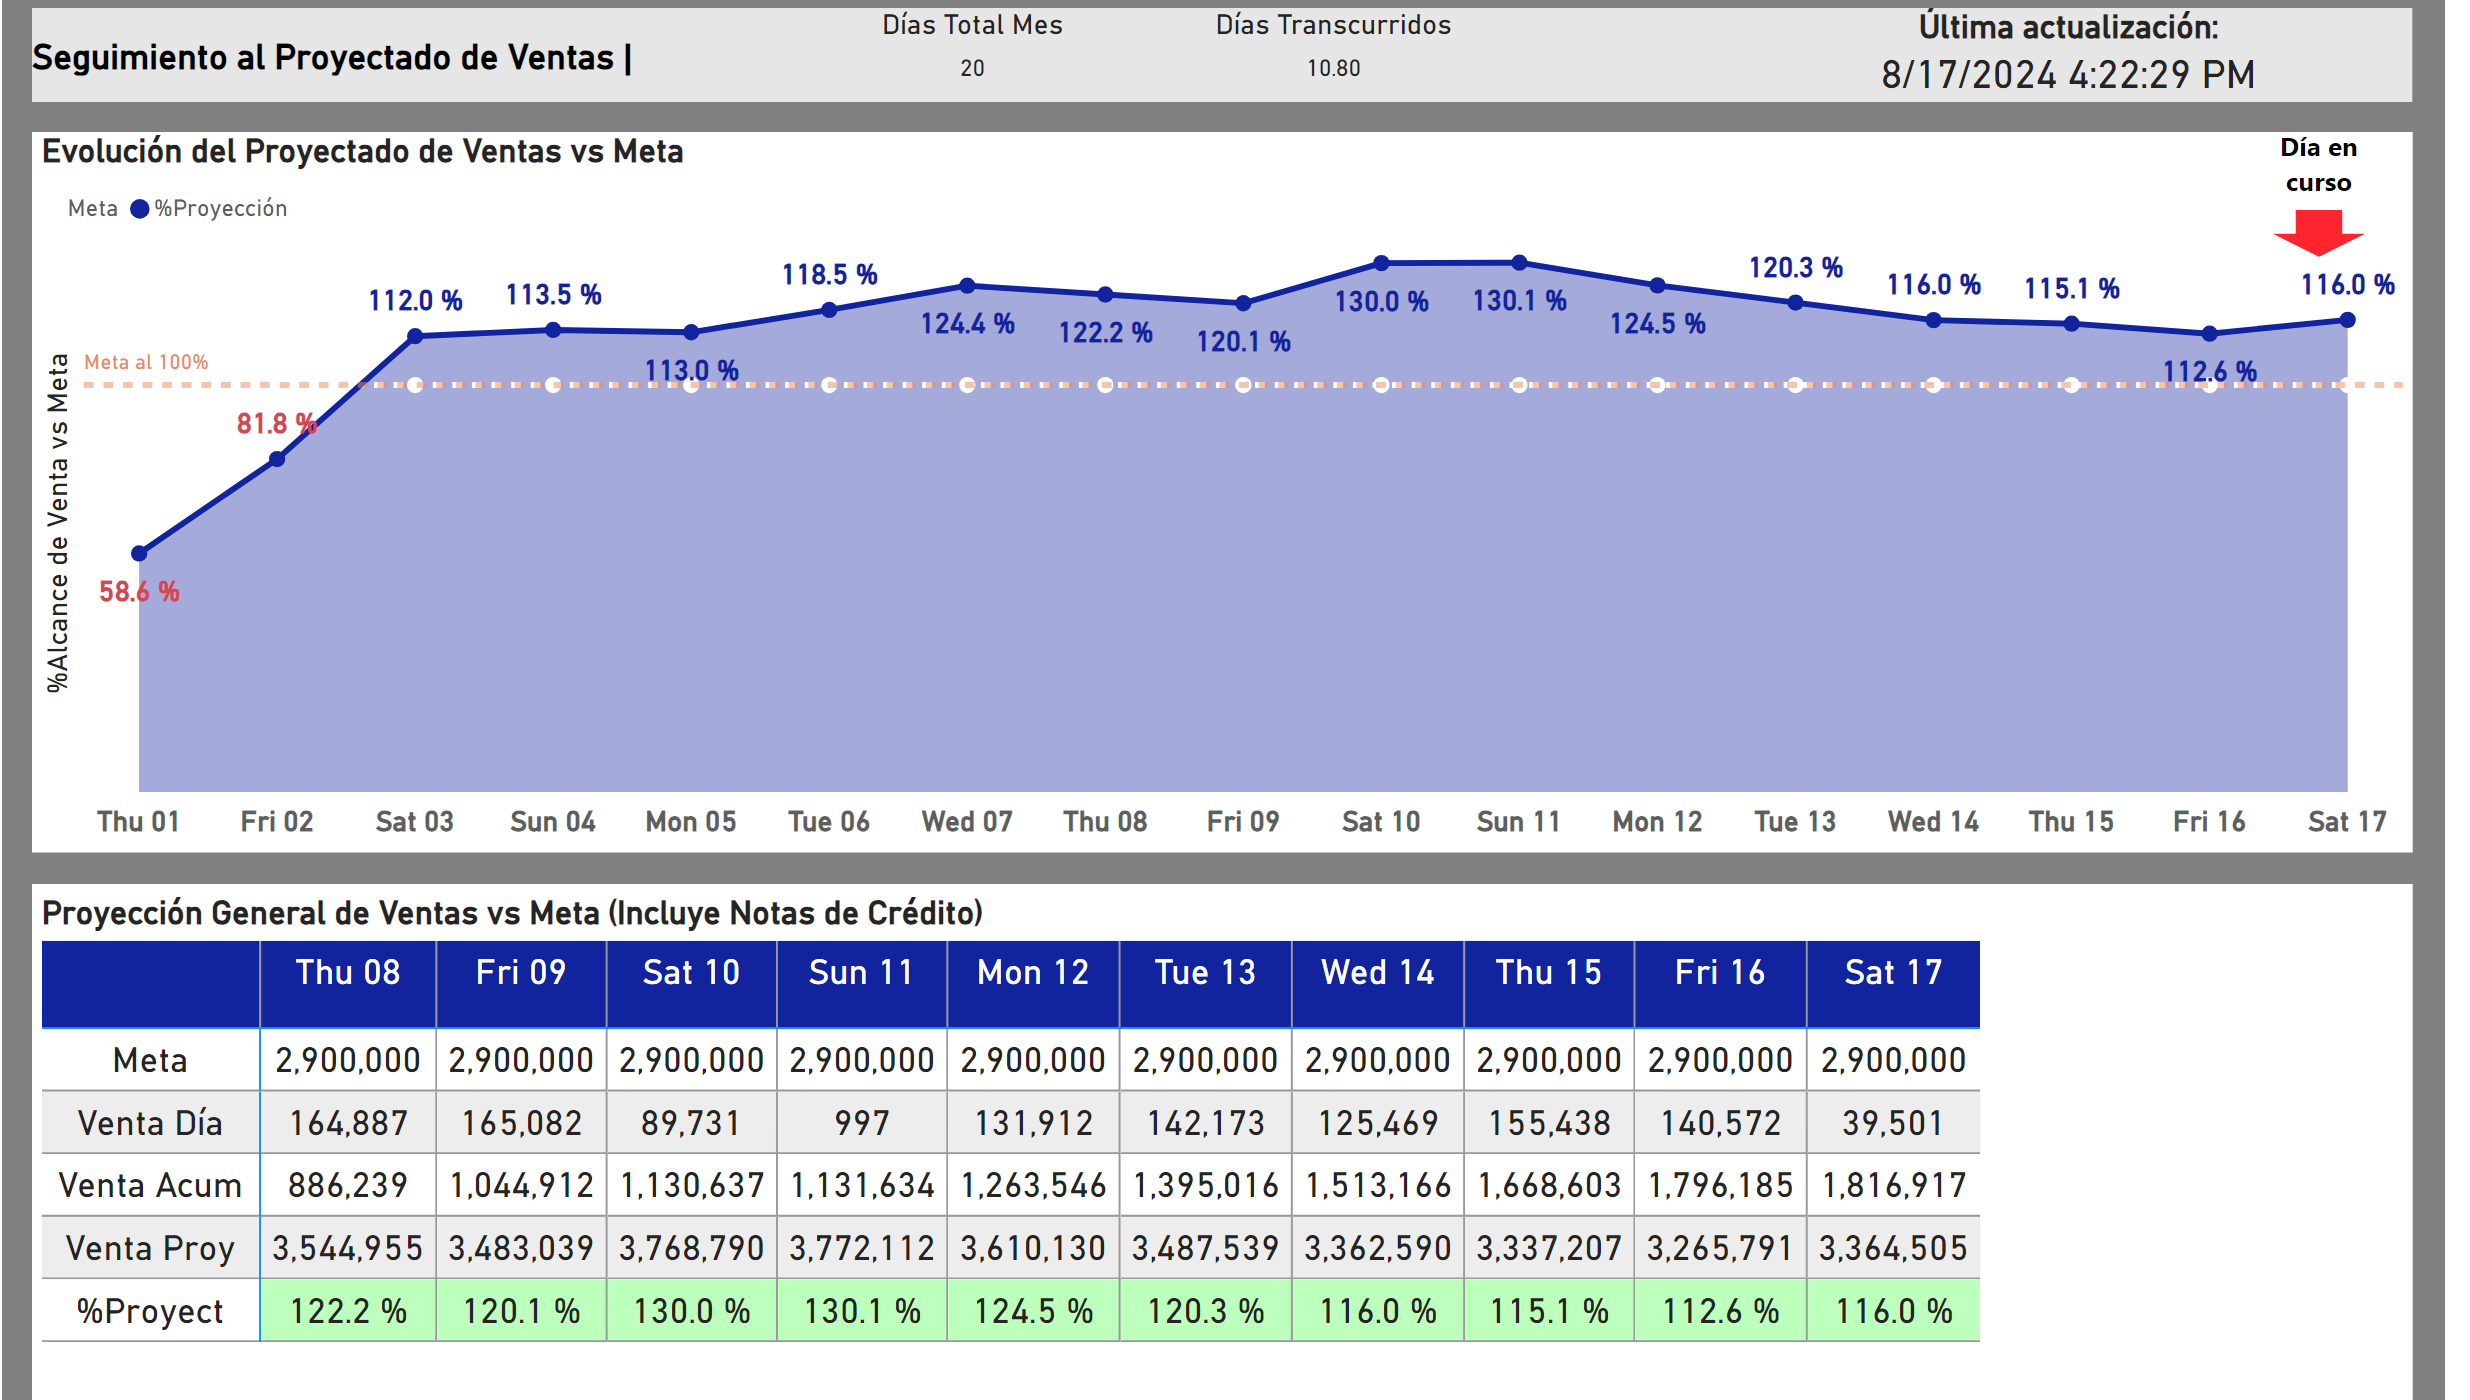 Días Total Mes
Días Transcurridos
Última actualización:
Seguimiento al Proyectado de Ventas |
20
10.80
8/17/2024 4:22:29 PM
Evolución del Proyectado de Ventas vs Meta
Día en
curso
Meta %Proyección
58.6 %
81.8 %
112.0 %
113.5 %
113.0 %
118.5 %
124.4 %
122.2 %
120.1 %
130.0 %
130.1 %
124.5 %
120.3 %
116.0 %
115.1 %
112.6 %
116.0 %
Meta al 100%
%Alcance de Venta vs Meta
Thu 01 Fri 02 Sat 03 Sun 04 Mon 05 Tue 06 Wed 07 Thu 08 Fri 09 Sat 10 Sun 11 Mon 12 Tue 13 Wed 14 Thu 15 Fri 16 Sat 17
Proyección General de Ventas vs Meta (Incluye Notas de Crédito)
Thu 08 Fri 09 Sat 10 Sun 11 Mon 12 Tue 13 Wed 14 Thu 15 Fri 16 Sat 17
Meta 2,900,000 2,900,000 2,900,000 2,900,000 2,900,000 2,900,000 2,900,000 2,900,000 2,900,000 2,900,000
Venta Día 164,887 165,082 89,731 997 131,912 142,173 125,469 155,438 140,572 39,501
Venta Acum 886,239 1,044,912 1,130,637 1,131,634 1,263,546 1,395,016 1,513,166 1,668,603 1,796,185 1,816,917
Venta Proy 3,544,955 3,483,039 3,768,790 3,772,112 3,610,130 3,487,539 3,362,590 3,337,207 3,265,791 3,364,505
%Proyect 122.2 % 120.1 % 130.0 % 130.1 % 124.5 % 120.3 % 116.0 % 115.1 % 112.6 % 116.0 %